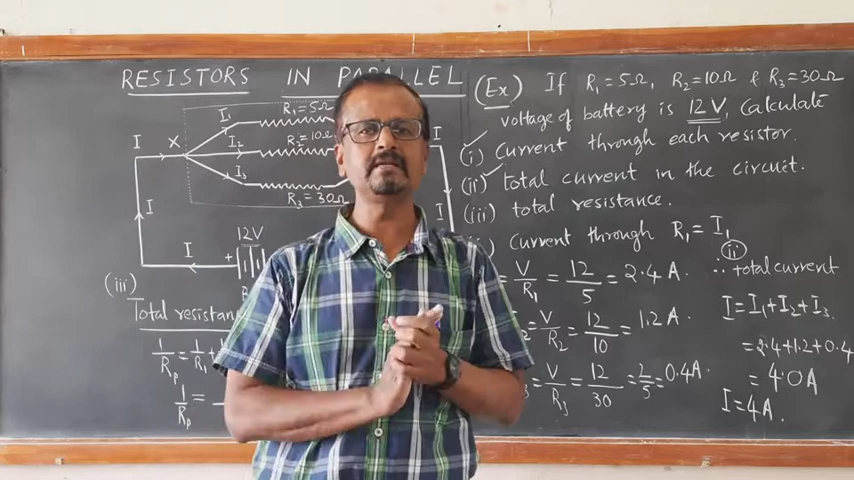 RESISTORS IN PARALLEL
I
X
I1
R1=5Ω
I2
R2=10Ω
I3
R3=30Ω
I
I
I
I
12V
+
(iii)
Total resistan
1/Rp = 1/R1 +
1/Rp =
(Ex) If R1=5Ω, R2=10Ω & R3=30Ω
voltage of battery is 12V, Calculate
(i) Current through each resistor.
(ii) total current in the circuit.
(iii) total resistance.
Current through R1=I1
= V/R1 = 12/5 = 2.4 A.
= V/R2 = 12/10 = 1.2 A.
= V/R3 = 12/30 = 2/5 = 0.4A.
(ii)
∴ total current
I=I1+I2+I3.
=2.4+1.2+0.4
= 4.0A
I=4A.